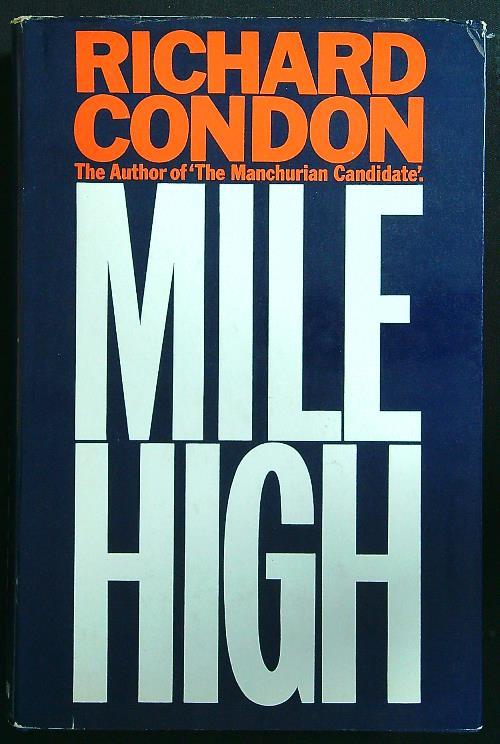 RICHARD
CONDON
The Author of 'The Manchurian Candidate'.
MILE
HIGH